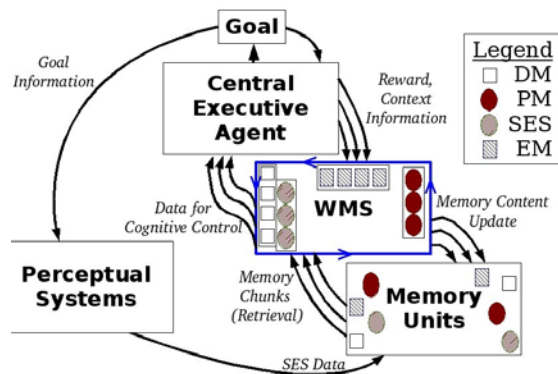 Goal
Goal
Information
Central
Executive
Agent
Reward,
Context
Information
Legend
DM
PM
SES
EM
WMS
Data for
Cognitive Control
Memory Content
Update
Perceptual
Systems
Memory
Chunks
(Retrieval)
Memory
Units
SES Data